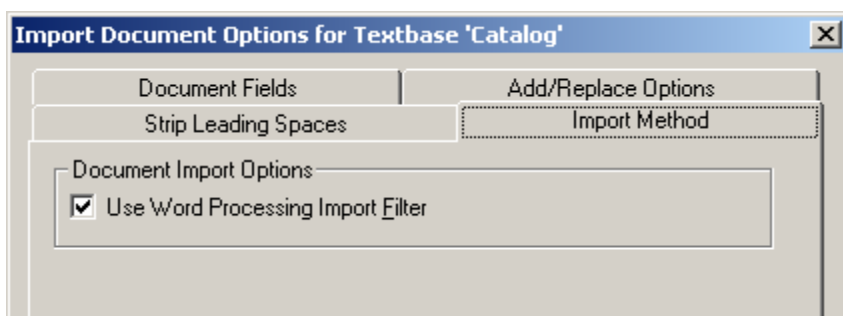 Import Document Options for Textbase 'Catalog'
Document Fields
Add/Replace Options
Strip Leading Spaces
Import Method
Document Import Options
Use Word Processing Import Filter